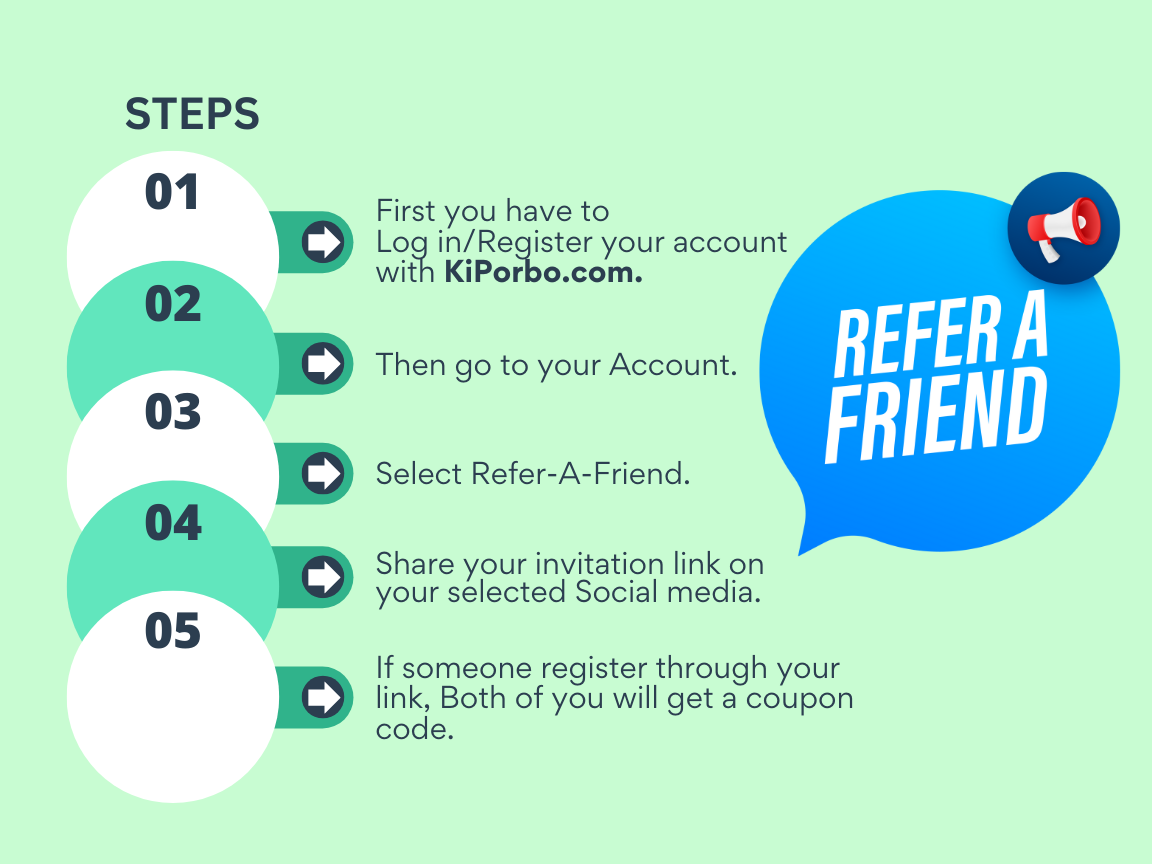 STEPS
01
First you have to
Log in/Register your account
with KiPorbo.com.
02
Then go to your Account.
03
Select Refer-A-Friend.
04
Share your invitation link on
your selected Social media.
05
If someone register through your
link, Both of you will get a coupon
code.
REFER A
FRIEND